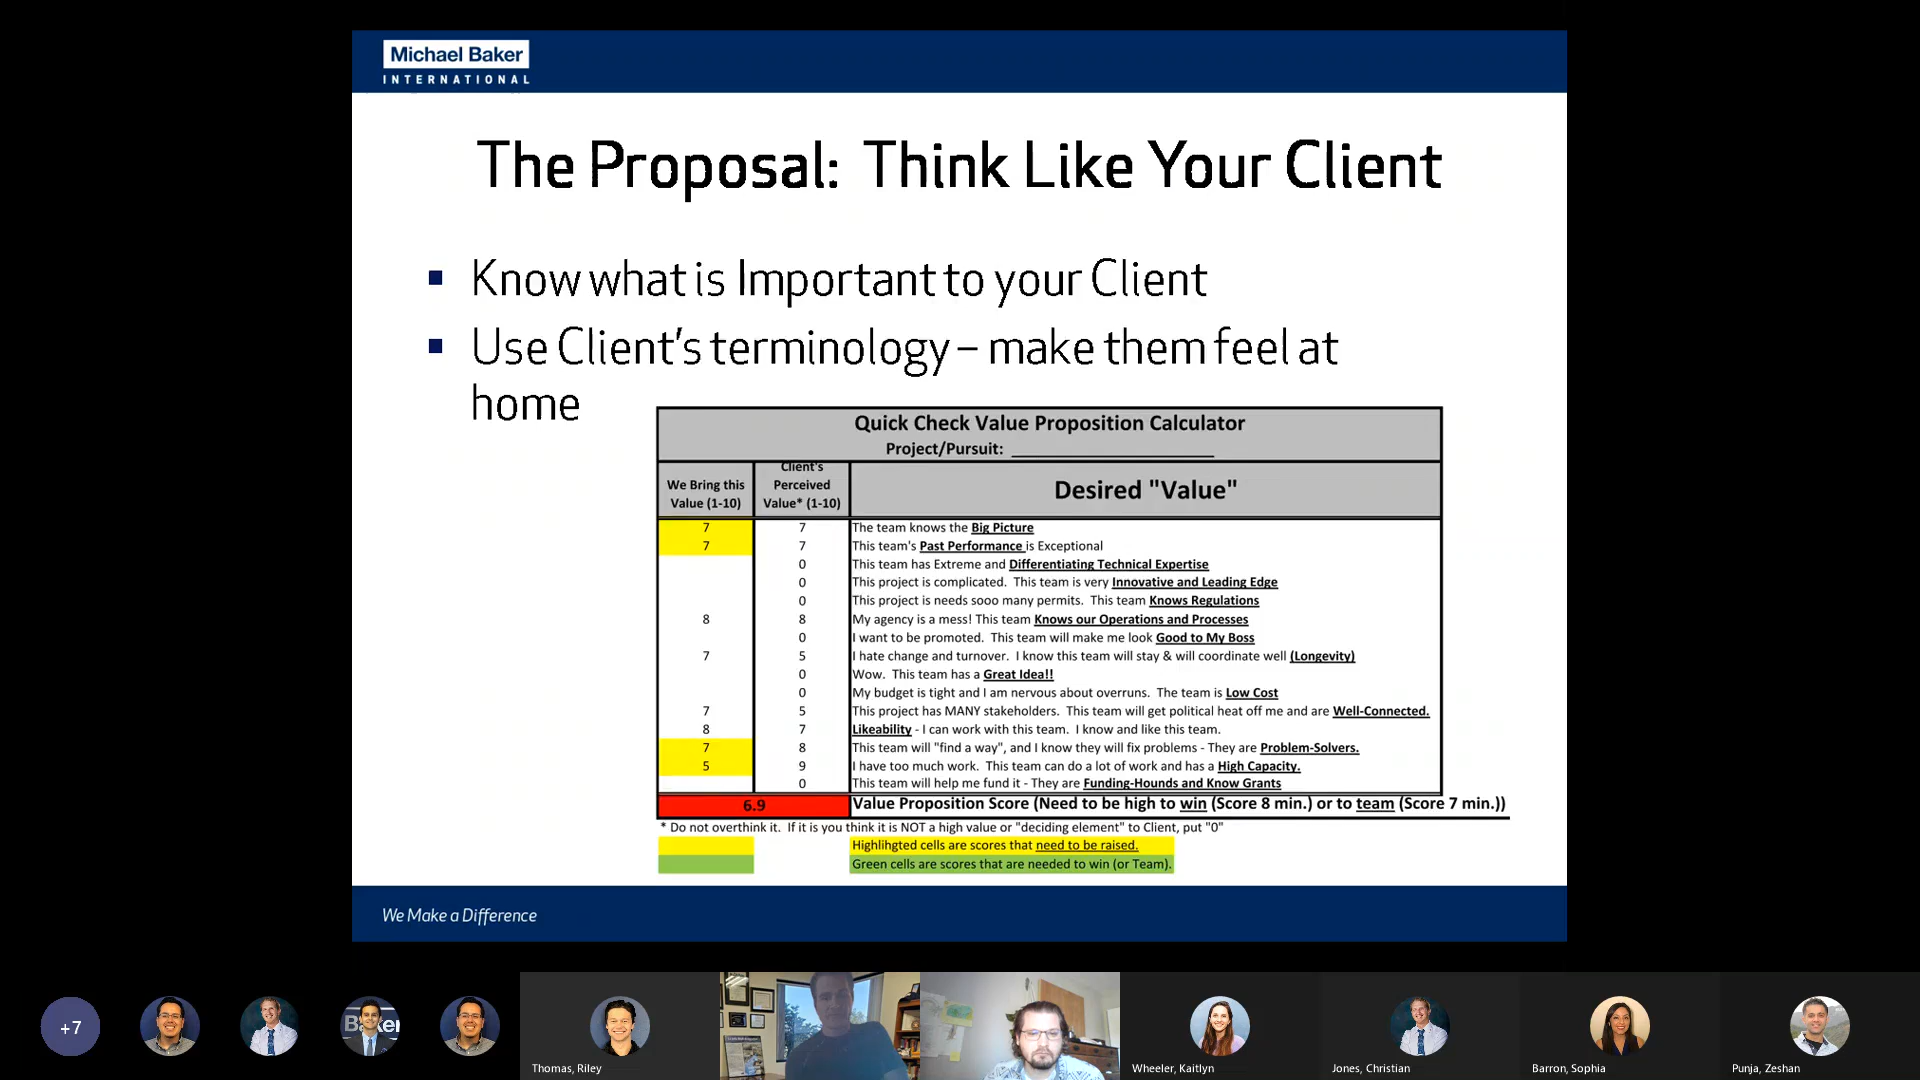 Michael Baker
INTERNATIONAL
The Proposal: Think Like Your Client
Know what is Important to your Client
Use Client's terminology – make them feel at
home
Quick Check Value Proposition Calculator
Project/Pursuit: ____________________
We Bring this
Value (1-10)
Client's
Perceived
Value* (1-10)
Desired "Value"
7 7 The team knows the Big Picture
7 7 This team's Past Performance is Exceptional
0 This team has Extreme and Differentiating Technical Expertise
0 This project is complicated. This team is very Innovative and Leading Edge
0 This project is needs sooo many permits. This team Knows Regulations
8 8 My agency is a mess! This team Knows our Operations and Processes
0 I want to be promoted. This team will make me look Good to My Boss
7 5 I hate change and turnover. I know this team will stay & will coordinate well (Longevity)
0 Wow. This team has a Great Idea!!
0 My budget is tight and I am nervous about overruns. The team is Low Cost
7 5 This project has MANY stakeholders. This team will get political heat off me and are Well-Connected.
8 7 Likeability - I can work with this team. I know and like this team.
7 8 This team will "find a way", and I know they will fix problems - They are Problem-Solvers.
5 9 I have too much work. This team can do a lot of work and has a High Capacity.
0 This team will help me fund it - They are Funding-Hounds and Know Grants
6.9 Value Proposition Score (Need to be high to win (Score 8 min.) or to team (Score 7 min.))
* Do not overthink it. If it is you think it is NOT a high value or "deciding element" to Client, put "0"
Highlihgted cells are scores that need to be raised.
Green cells are scores that are needed to win (or Team).
We Make a Difference
+7
Thomas, Riley
Wheeler, Kaitlyn
Jones, Christian
Barron, Sophia
Punja, Zeshan